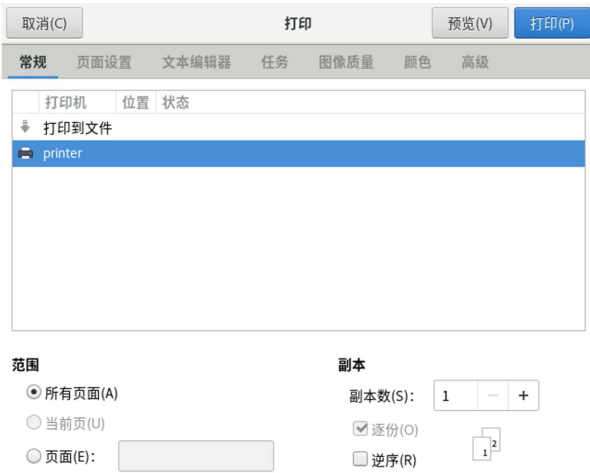 取消(C) 打印 预览(V) 打印(P)
常规 页面设置 文本编辑器 任务 图像质量 颜色 高级
打印机 位置 状态
打印到文件
printer
范围 副本
所有页面(A) 副本数(S): 1 − +
当前页(U) 逐份(O)
页面(E): 逆序(R) 1 2